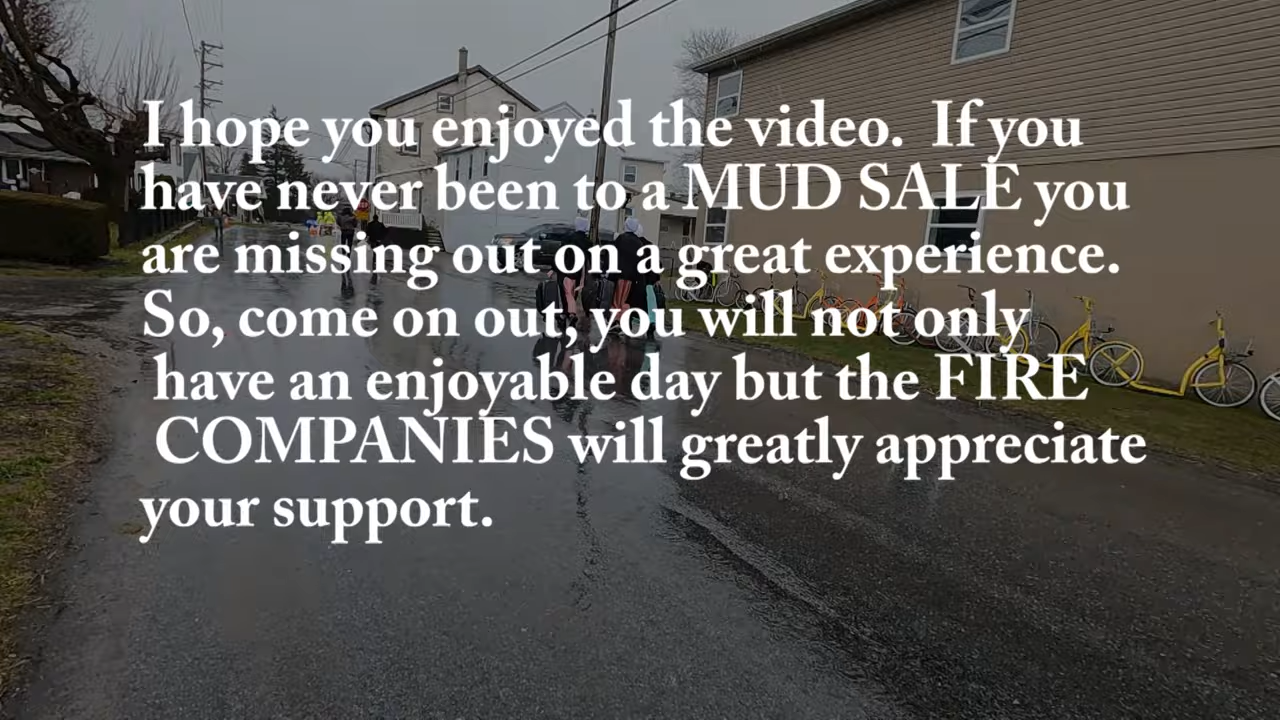 I hope you enjoyed the video.  If you
have never been to a MUD SALE you
are missing out on a great experience.
So, come on out, you will not only
have an enjoyable day but the FIRE
COMPANIES will greatly appreciate
your support.